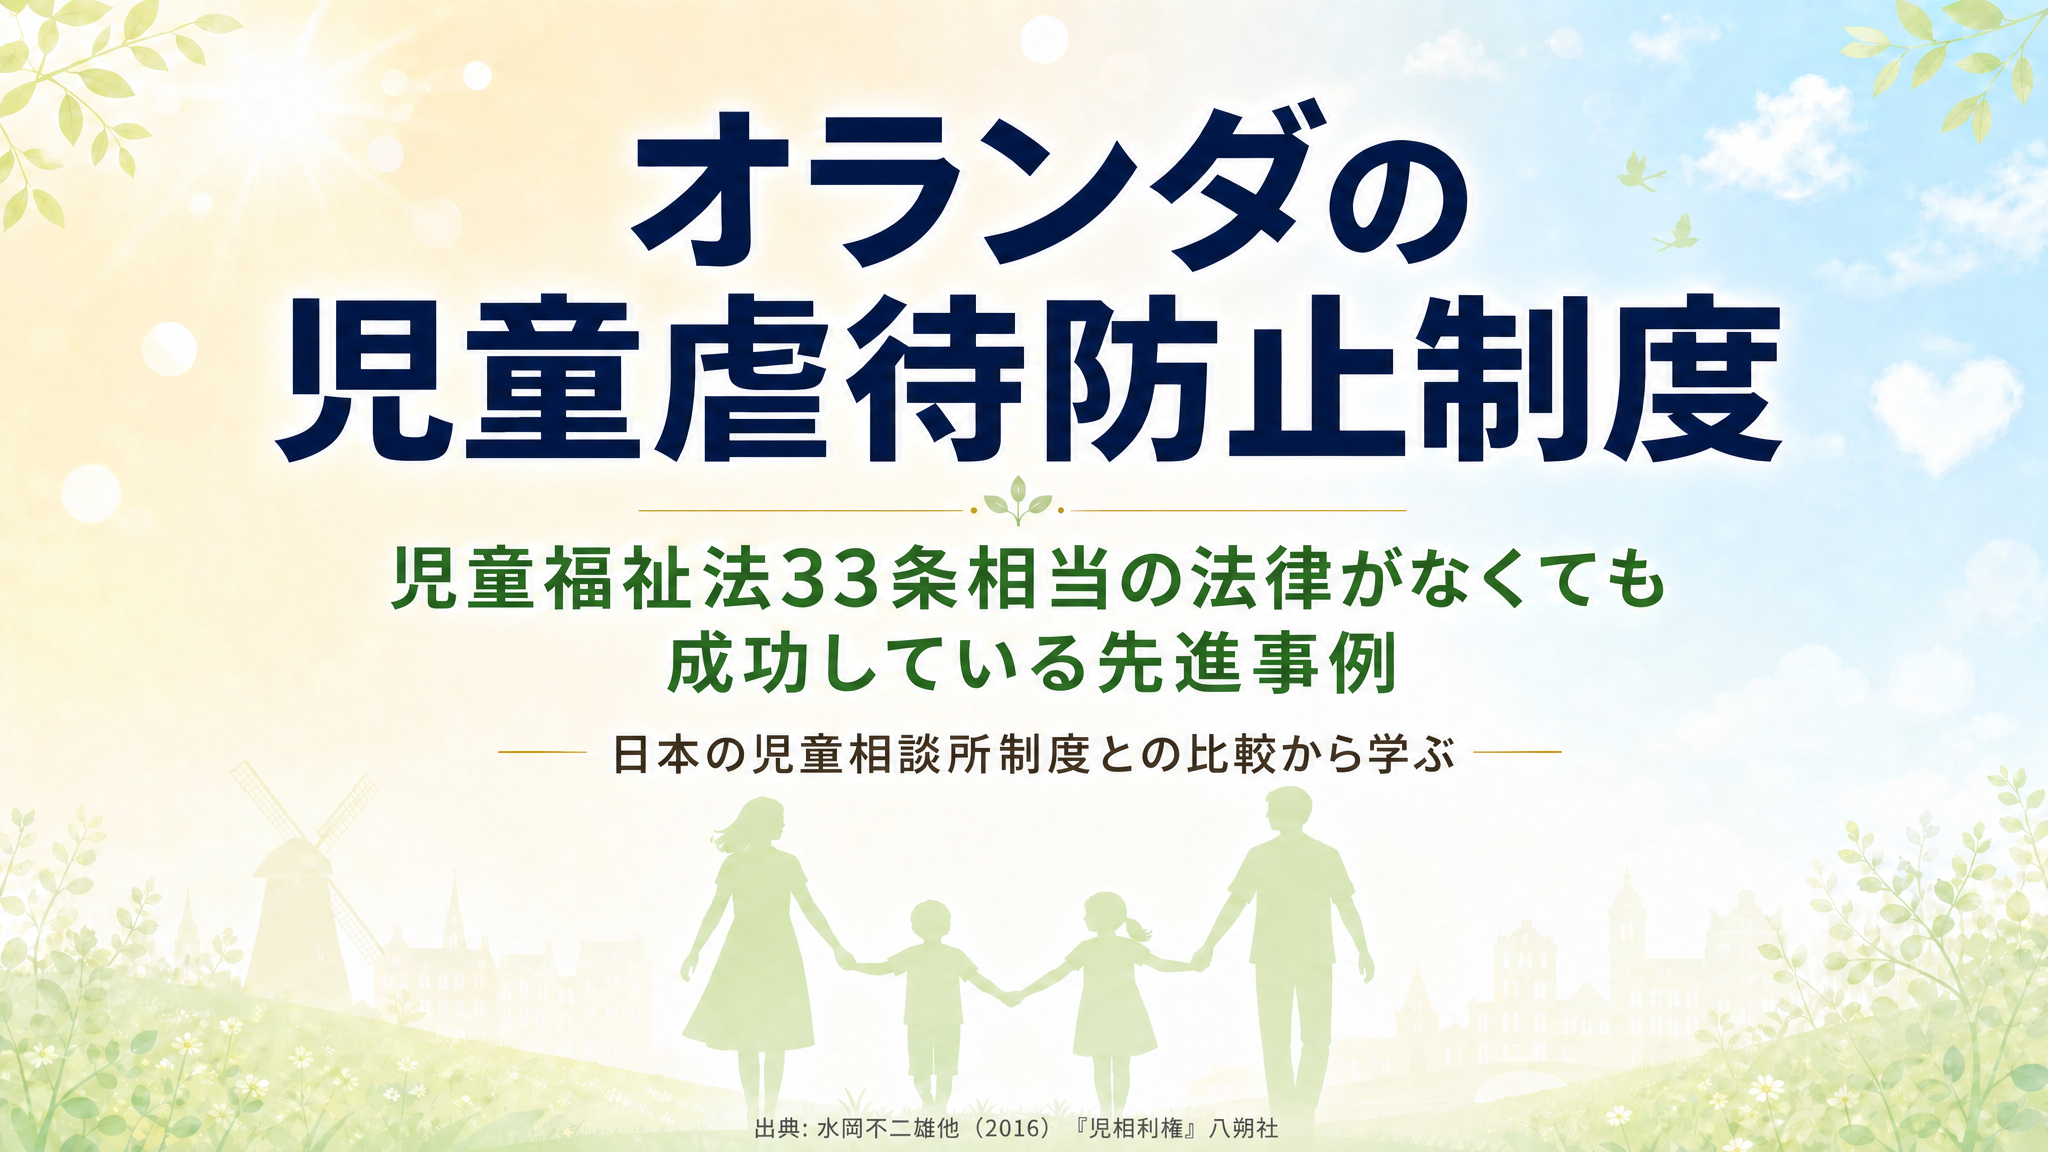 オランダの
児童虐待防止制度
児童福祉法33条相当の法律がなくても
成功している先進事例
日本の児童相談所制度との比較から学ぶ
出典: 水岡不二雄他（2016）『児相利権』八朔社